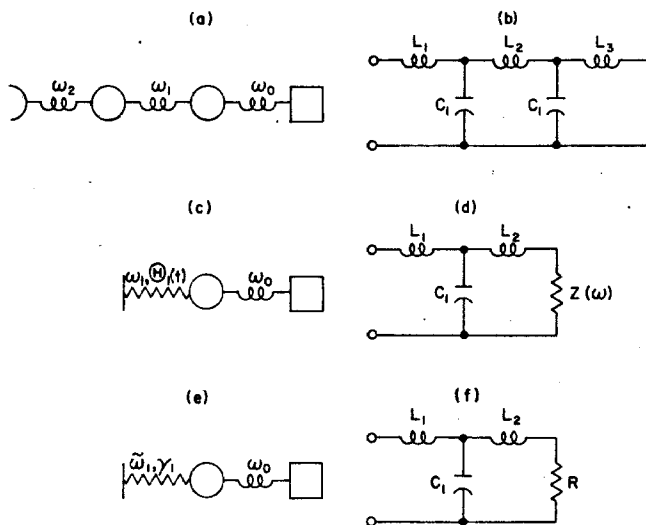 (a) (b)
ω₂ ω₁ ω₀ L₁ L₂ L₃
C₁ C₁
(c) (d)
ω₁, Ⓗ₁(t) ω₀ L₁ L₂
C₁ Z(ω)
(e) (f)
ω̃₁, γ₁ ω₀ L₁ L₂
C₁ R